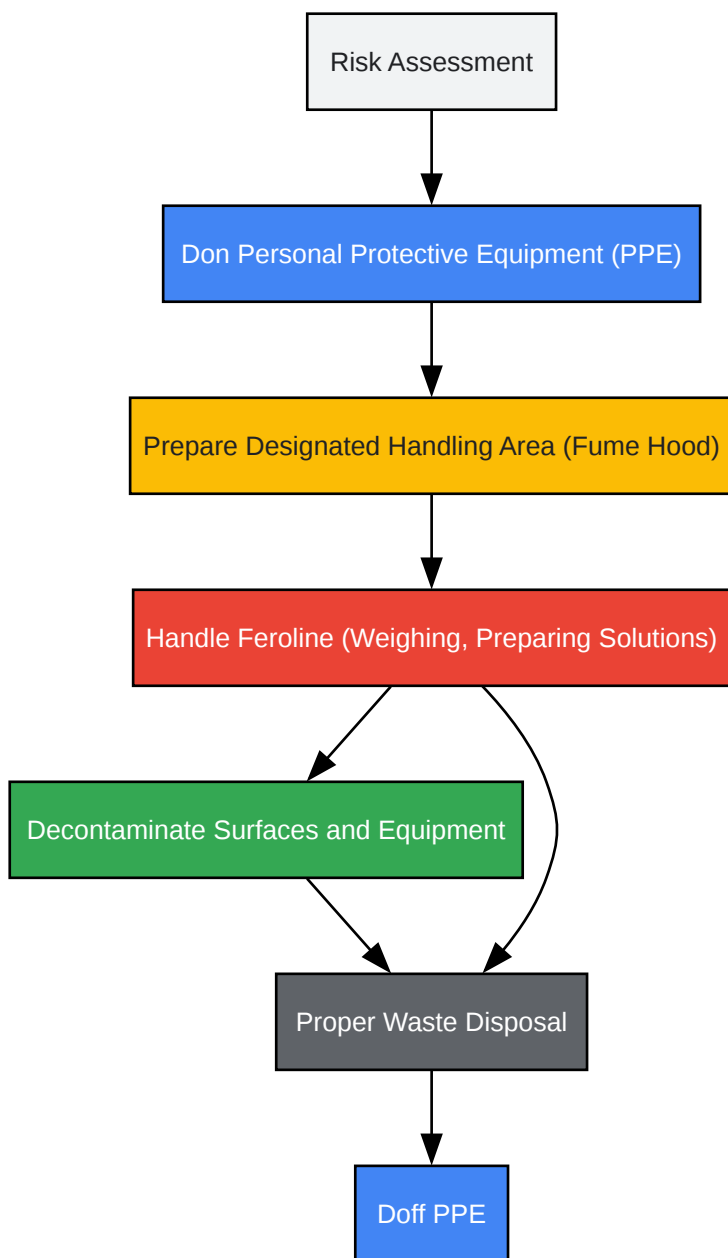 Risk Assessment
Don Personal Protective Equipment (PPE)
Prepare Designated Handling Area (Fume Hood)
Handle Feroline (Weighing, Preparing Solutions)
Decontaminate Surfaces and Equipment
Proper Waste Disposal
Doff PPE